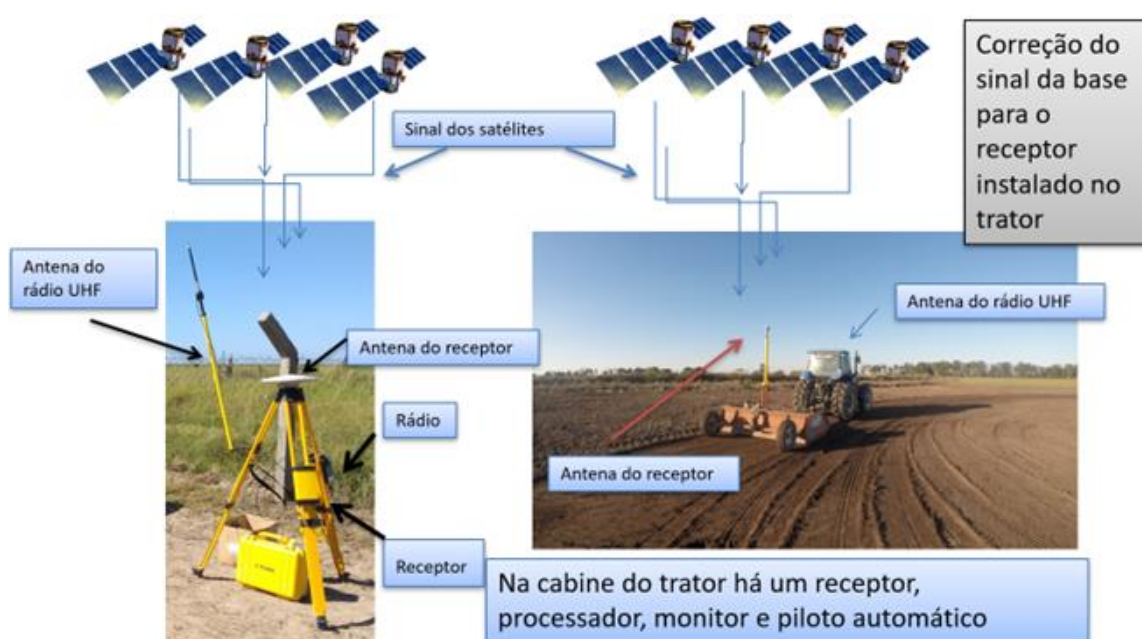 Correção do
sinal da base
para o
receptor
instalado no
trator
Sinal dos satélites
Antena do
rádio UHF
Antena do receptor
Rádio
Receptor
Antena do rádio UHF
Antena do receptor
Na cabine do trator há um receptor,
processador, monitor e piloto automático